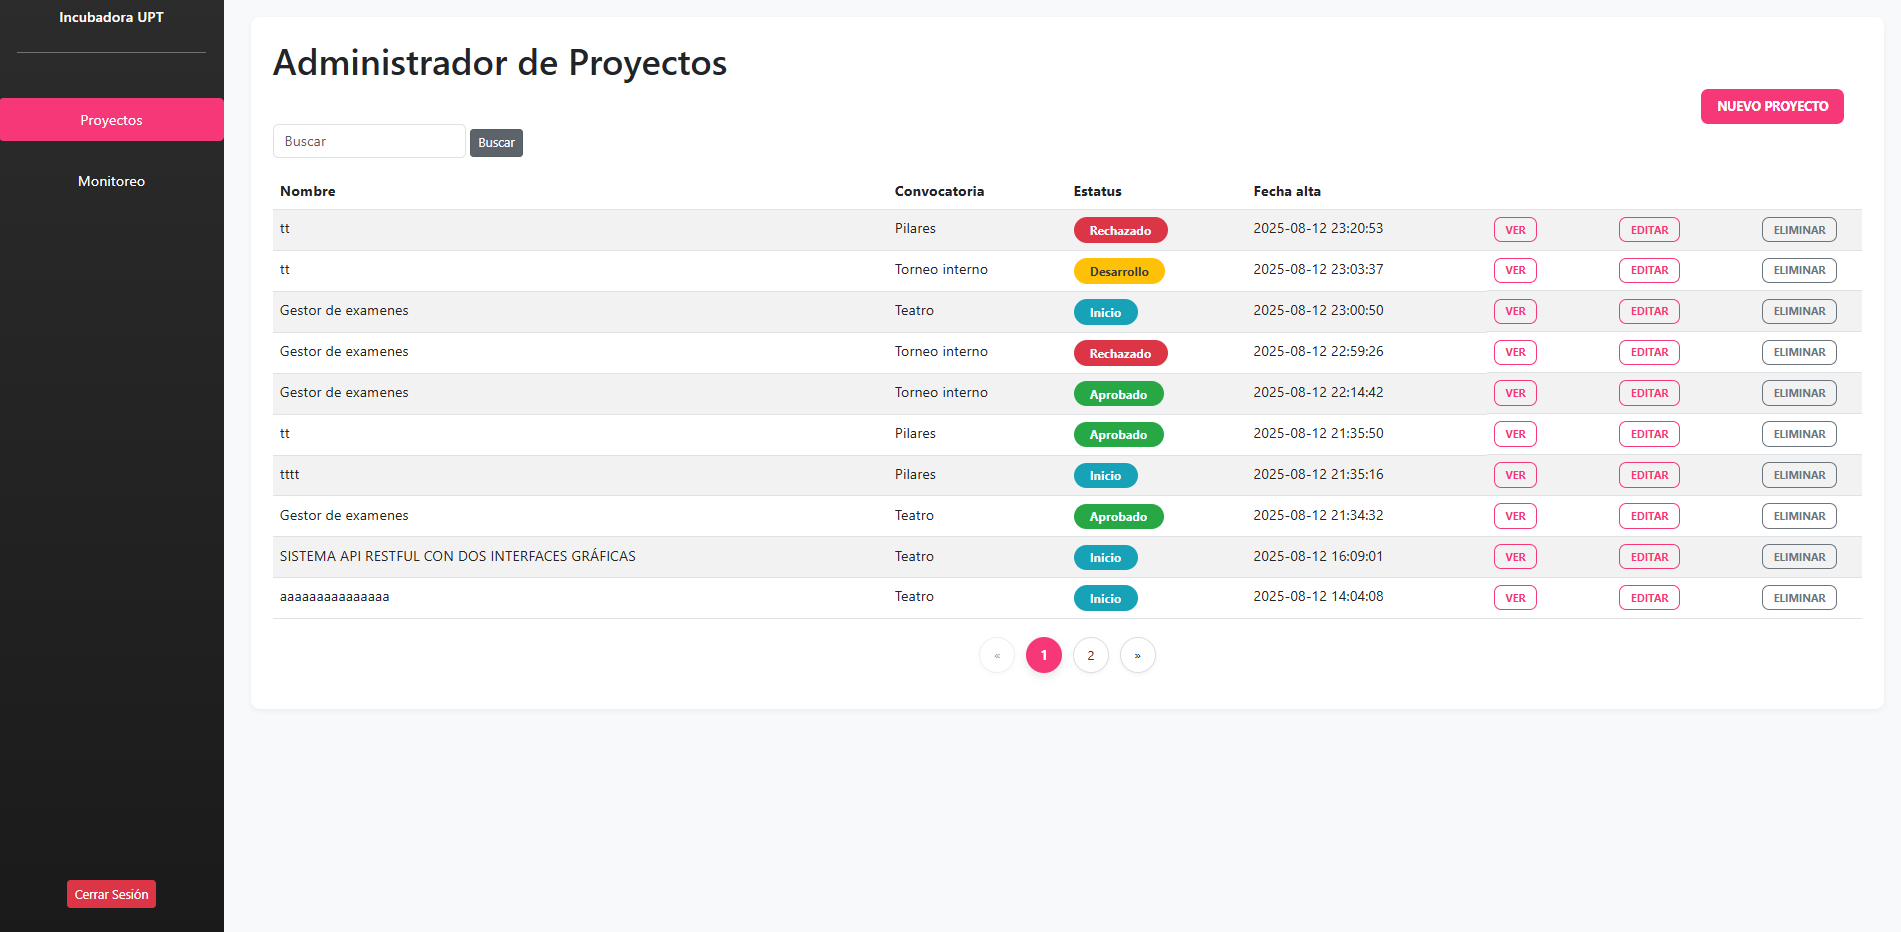 Incubadora UPT
Proyectos
Monitoreo
Cerrar Sesión
Administrador de Proyectos
NUEVO PROYECTO
Buscar Buscar
Nombre Convocatoria Estatus Fecha alta
tt Pilares Rechazado 2025-08-12 23:20:53 VER EDITAR ELIMINAR
tt Torneo interno Desarrollo 2025-08-12 23:03:37 VER EDITAR ELIMINAR
Gestor de examenes Teatro Inicio 2025-08-12 23:00:50 VER EDITAR ELIMINAR
Gestor de examenes Torneo interno Rechazado 2025-08-12 22:59:26 VER EDITAR ELIMINAR
Gestor de examenes Torneo interno Aprobado 2025-08-12 22:14:42 VER EDITAR ELIMINAR
tt Pilares Aprobado 2025-08-12 21:35:50 VER EDITAR ELIMINAR
tttt Pilares Inicio 2025-08-12 21:35:16 VER EDITAR ELIMINAR
Gestor de examenes Teatro Aprobado 2025-08-12 21:34:32 VER EDITAR ELIMINAR
SISTEMA API RESTFUL CON DOS INTERFACES GRÁFICAS Teatro Inicio 2025-08-12 16:09:01 VER EDITAR ELIMINAR
aaaaaaaaaaaaaaa Teatro Inicio 2025-08-12 14:04:08 VER EDITAR ELIMINAR
« 1 2 »